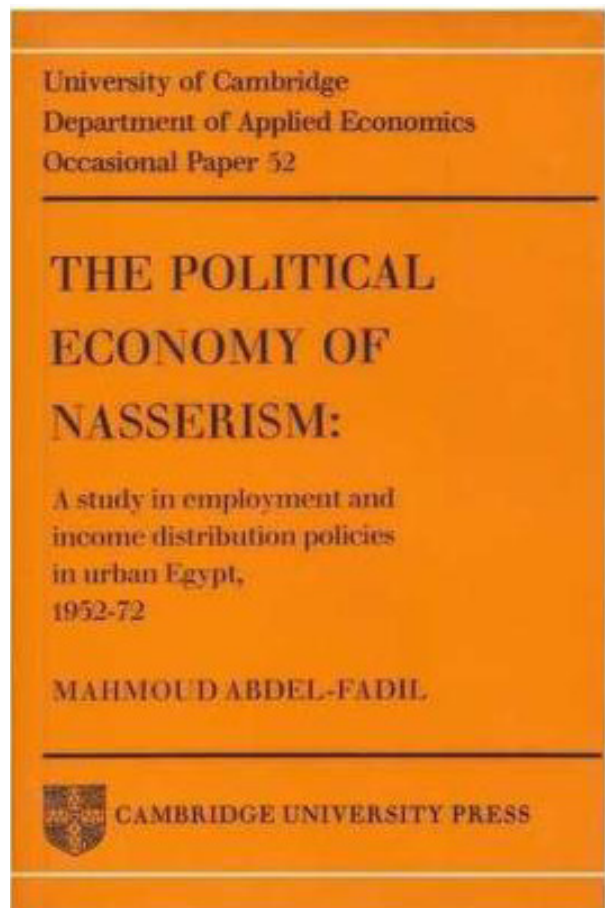 University of Cambridge
Department of Applied Economics
Occasional Paper 52
THE POLITICAL
ECONOMY OF
NASSERISM:
A study in employment and
income distribution policies
in urban Egypt,
1952-72
MAHMOUD ABDEL-FADIL
CAMBRIDGE UNIVERSITY PRESS